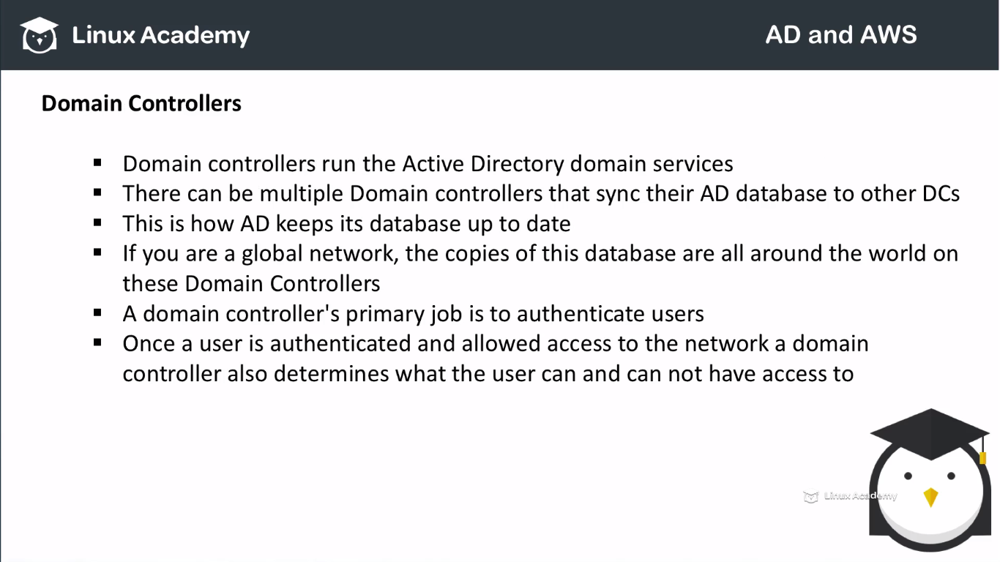 Linux Academy
AD and AWS
Domain Controllers
▪ Domain controllers run the Active Directory domain services
▪ There can be multiple Domain controllers that sync their AD database to other DCs
▪ This is how AD keeps its database up to date
▪ If you are a global network, the copies of this database are all around the world on
these Domain Controllers
▪ A domain controller's primary job is to authenticate users
▪ Once a user is authenticated and allowed access to the network a domain
controller also determines what the user can and can not have access to
Linux Academy